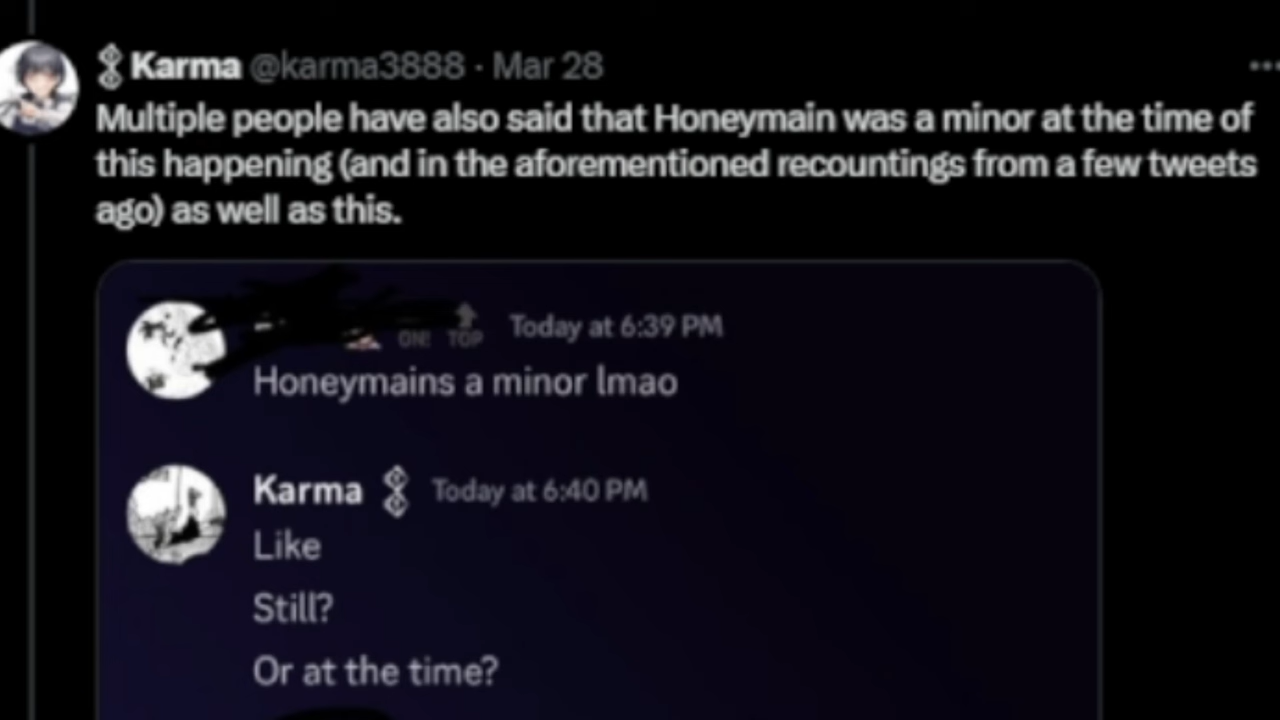 Karma @karma3888 · Mar 28
Multiple people have also said that Honeymain was a minor at the time of
this happening (and in the aforementioned recountings from a few tweets
ago) as well as this.
ON! TOP Today at 6:39 PM
Honeymains a minor lmao
Karma Today at 6:40 PM
Like
Still?
Or at the time?